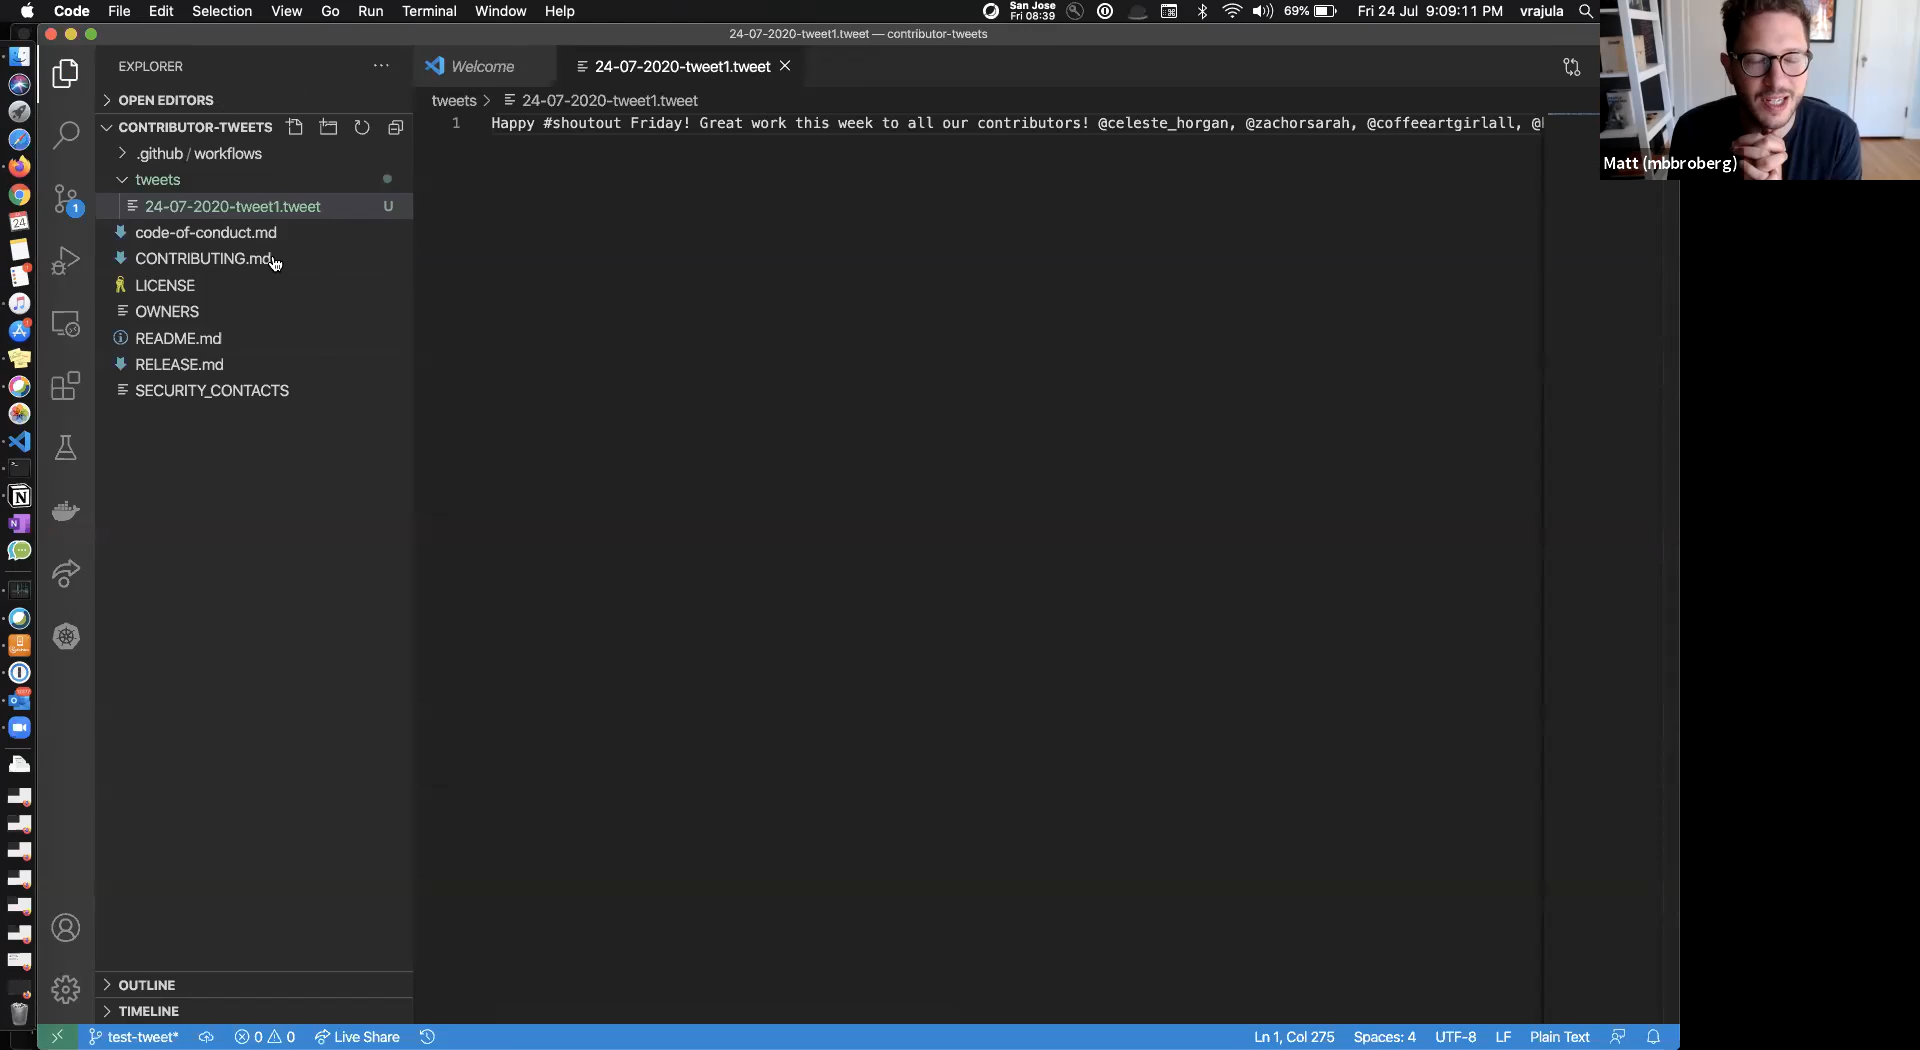 Code File Edit Selection View Go Run Terminal Window Help
San Jose
Fri 08:39
69%
Fri 24 Jul 9:09:11 PM
vrajula
24-07-2020-tweet1.tweet — contributor-tweets
EXPLORER
OPEN EDITORS
CONTRIBUTOR-TWEETS
.github / workflows
tweets
24-07-2020-tweet1.tweet U
code-of-conduct.md
CONTRIBUTING.md
LICENSE
OWNERS
README.md
RELEASE.md
SECURITY_CONTACTS
OUTLINE
TIMELINE
1
Welcome
24-07-2020-tweet1.tweet
tweets > 24-07-2020-tweet1.tweet
1 Happy #shoutout Friday! Great work this week to all our contributors! @celeste_horgan, @zachorsarah, @coffeeartgirlall, @
Matt (mbbroberg)
test-tweet*
0 0
Live Share
Ln 1, Col 275
Spaces: 4
UTF-8
LF
Plain Text